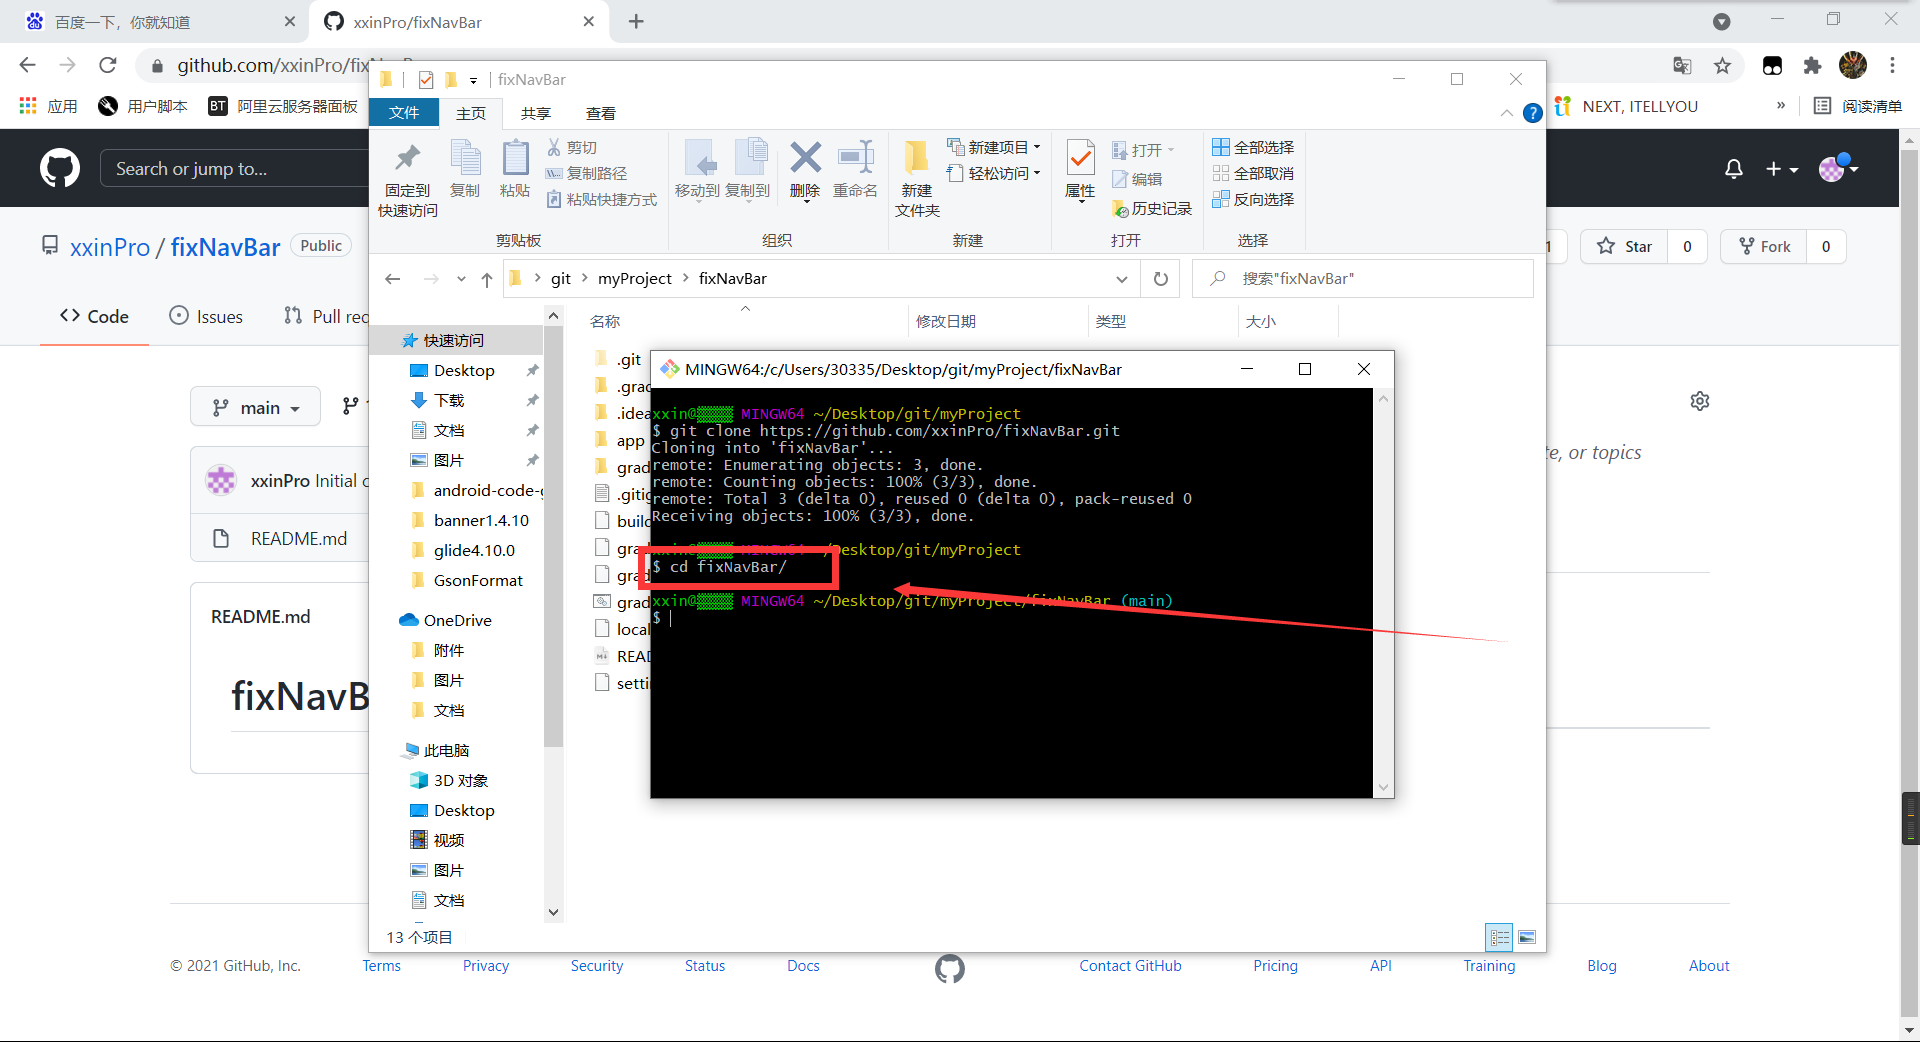 百度一下，你就知道
xxinPro/fixNavBar
github.com/xxinPro/fix
应用
用户脚本
BT
阿里云服务器面板
NEXT, ITELLYOU
»
阅读清单
Search or jump to...
xxinPro / fixNavBar
Public
1
Star
0
Fork
0
Code
Issues
Pull req
main
xxinPro Initial c
README.md
README.md
fixNavB
te, or topics
fixNavBar
文件
主页
共享
查看
固定到
快速访问
复制
粘贴
剪切
复制路径
粘贴快捷方式
剪贴板
移动到
复制到
删除
重命名
组织
新建
文件夹
新建项目
轻松访问
新建
属性
打开
编辑
历史记录
打开
全部选择
全部取消
反向选择
选择
git
myProject
fixNavBar
搜索"fixNavBar"
名称
修改日期
类型
大小
快速访问
Desktop
下载
文档
图片
android-code-
banner1.4.10
glide4.10.0
GsonFormat
OneDrive
附件
图片
文档
此电脑
3D 对象
Desktop
视频
图片
文档
13 个项目
.git
.grad
.idea
app
grad
.gitig
build
grad
grad
grad
local
READ
setti
MINGW64:/c/Users/30335/Desktop/git/myProject/fixNavBar
xxin@ MINGW64 ~/Desktop/git/myProject
$ git clone https://github.com/xxinPro/fixNavBar.git
Cloning into 'fixNavBar'...
remote: Enumerating objects: 3, done.
remote: Counting objects: 100% (3/3), done.
remote: Total 3 (delta 0), reused 0 (delta 0), pack-reused 0
Receiving objects: 100% (3/3), done.
xxin@ MINGW64 ~/Desktop/git/myProject
$ cd fixNavBar/
xxin@ MINGW64 ~/Desktop/git/myProject/fixNavBar (main)
$
© 2021 GitHub, Inc.
Terms
Privacy
Security
Status
Docs
Contact GitHub
Pricing
API
Training
Blog
About